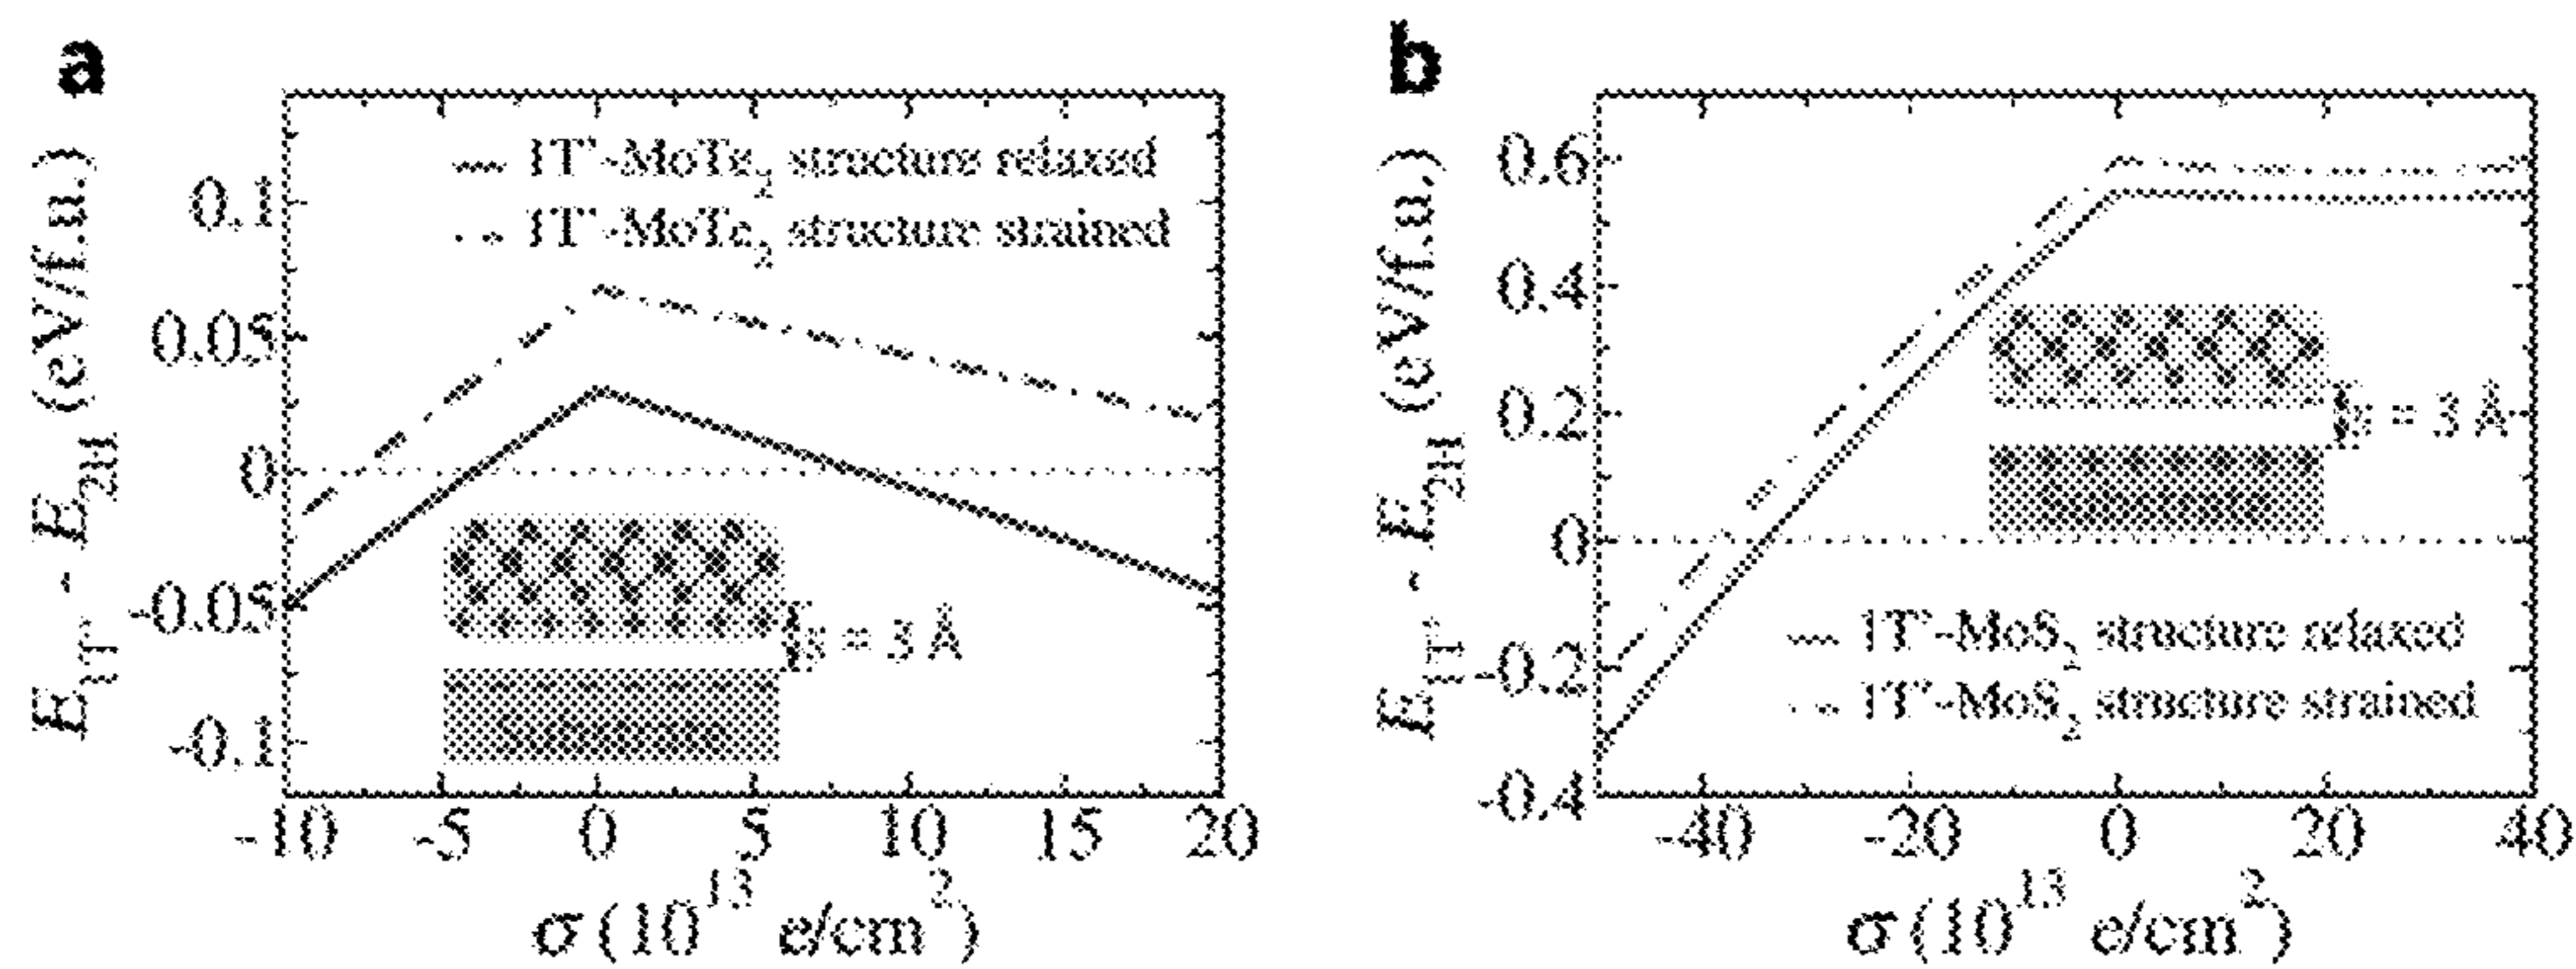 a
1T'-MoTe2 structure relaxed
1T'-MoTe2 structure strained
0.1
0.05
0
-0.05
-0.1
E1T' - E2H (eV/f.u.)
s = 3 Å
-10 -5 0 5 10 15 20
σ (10^13 e/cm^2)
b
0.6
0.4
0.2
0
-0.2
-0.4
E1T' - E2H (eV/f.u.)
s = 3 Å
1T'-MoS2 structure relaxed
1T'-MoS2 structure strained
-40 -20 0 20 40
σ (10^13 e/cm^2)